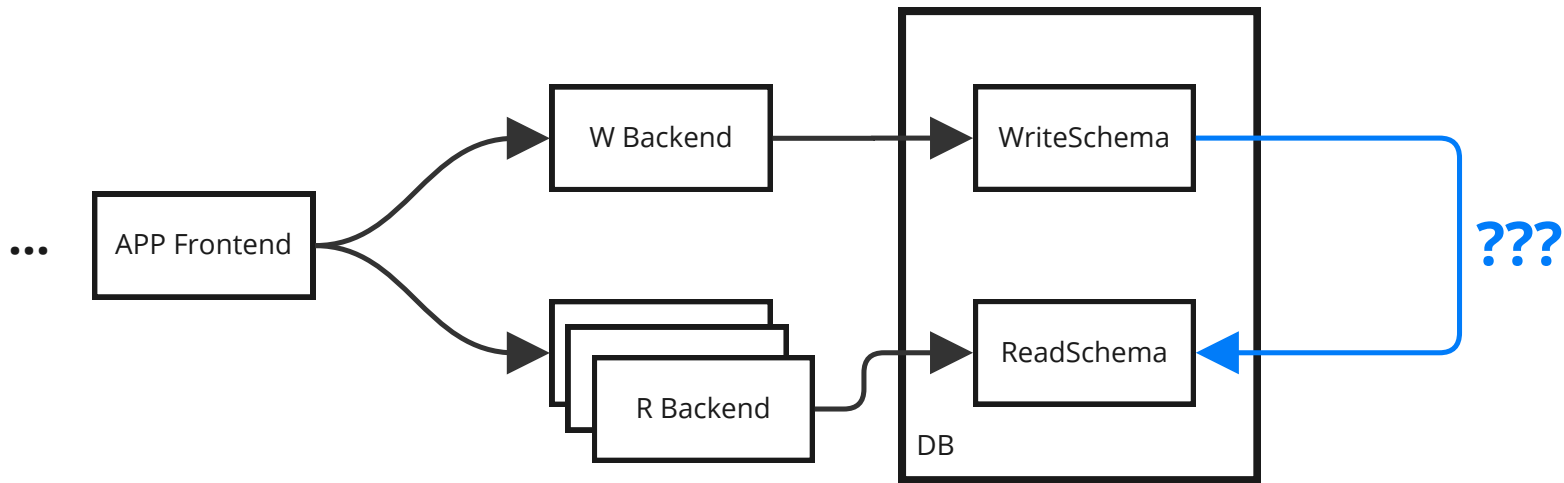 ...
APP Frontend
W Backend
R Backend
WriteSchema
ReadSchema
DB
???